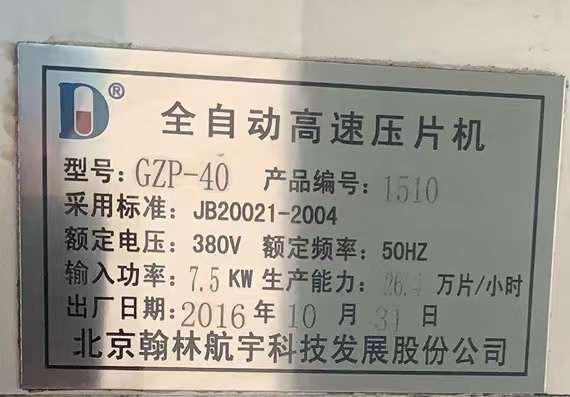 D®
全自动高速压片机
型号: GZP-40 产品编号: 1510
采用标准: JB20021-2004
额定电压: 380V 额定频率: 50HZ
输入功率: 7.5 KW 生产能力: 26.4 万片/小时
出厂日期: 2016 年 10 月 31 日
北京翰林航宇科技发展股份公司